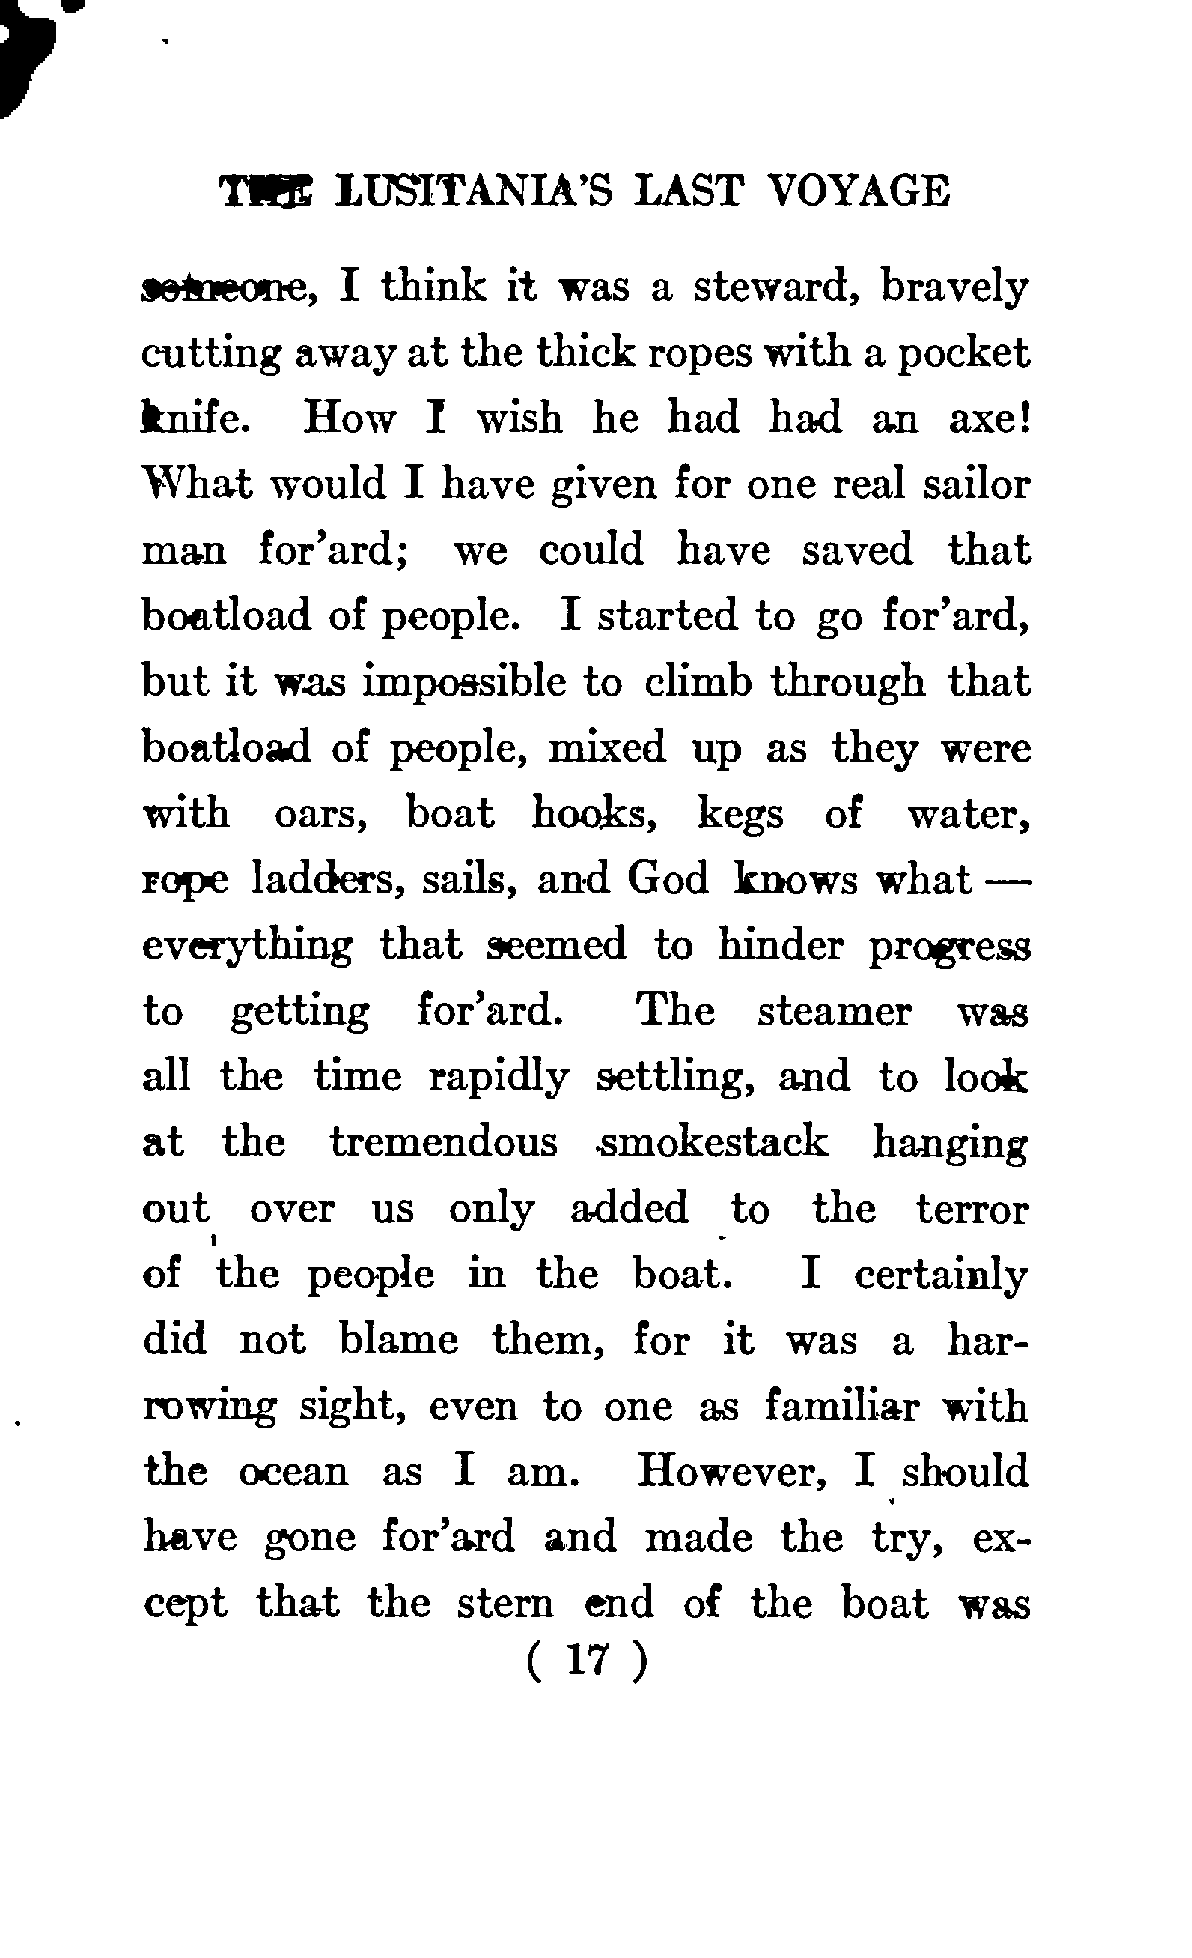 THE LUSITANIA'S LAST VOYAGE
someone, I think it was a steward, bravely
cutting away at the thick ropes with a pocket
knife. How I wish he had had an axe!
What would I have given for one real sailor
man for'ard; we could have saved that
boatload of people. I started to go for'ard,
but it was impossible to climb through that
boatload of people, mixed up as they were
with oars, boat hooks, kegs of water,
rope ladders, sails, and God knows what —
everything that seemed to hinder progress
to getting for'ard. The steamer was
all the time rapidly settling, and to look
at the tremendous smokestack hanging
out over us only added to the terror
of the people in the boat. I certainly
did not blame them, for it was a har-
rowing sight, even to one as familiar with
the ocean as I am. However, I should
have gone for'ard and made the try, ex-
cept that the stern end of the boat was
( 17 )